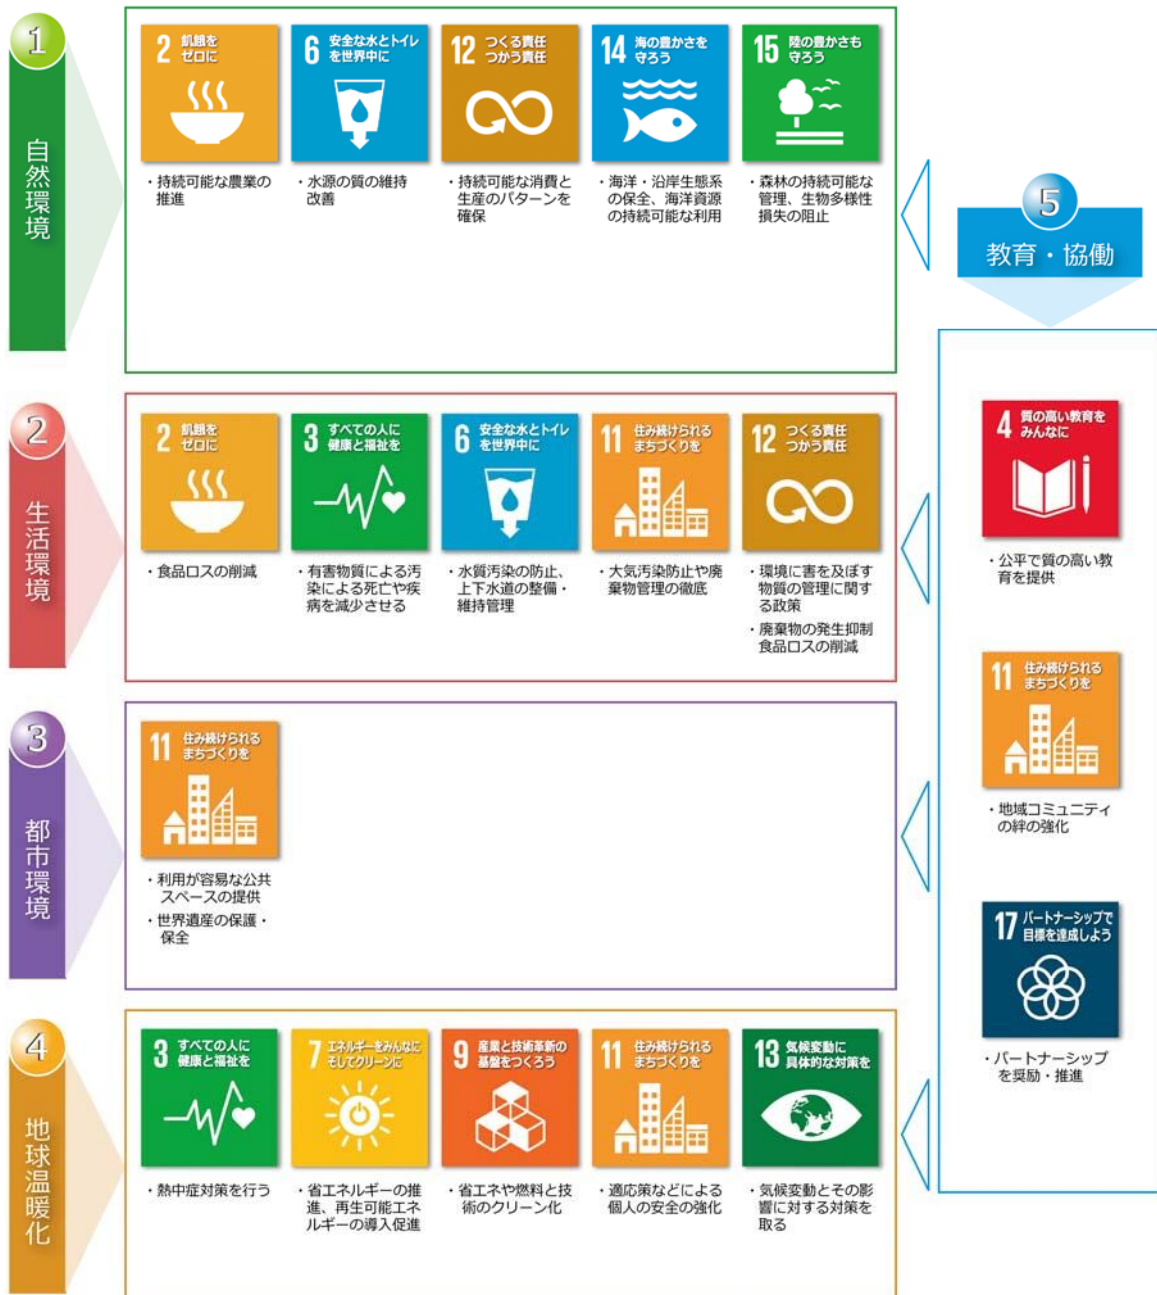 1
自然環境
2 飢餓を
ゼロに
・持続可能な農業の
推進
6 安全な水とトイレ
を世界中に
・水源の質の維持
改善
12 つくる責任
つかう責任
・持続可能な消費と
生産のパターンを
確保
14 海の豊かさを
守ろう
・海洋・沿岸生態系
の保全、海洋資源
の持続可能な利用
15 陸の豊かさも
守ろう
・森林の持続可能な
管理、生物多様性
損失の阻止
2
生活環境
2 飢餓を
ゼロに
・食品ロスの削減
3 すべての人に
健康と福祉を
・有害物質による汚
染による死亡や疾
病を減少させる
6 安全な水とトイレ
を世界中に
・水質汚染の防止、
上下水道の整備・
維持管理
11 住み続けられる
まちづくりを
・大気汚染防止や廃
棄物管理の徹底
12 つくる責任
つかう責任
・環境に害を及ぼす
物質の管理に関す
る政策
・廃棄物の発生抑制
食品ロスの削減
3
都市環境
11 住み続けられる
まちづくりを
・利用が容易な公共
スペースの提供
・世界遺産の保護・
保全
4
地球温暖化
3 すべての人に
健康と福祉を
・熱中症対策を行う
7 エネルギーをみんなに
そしてクリーンに
・省エネルギーの推
進、再生可能エネ
ルギーの導入促進
9 産業と技術革新の
基盤をつくろう
・省エネや燃料と技
術のクリーン化
11 住み続けられる
まちづくりを
・適応策などによる
個人の安全の強化
13 気候変動に
具体的な対策を
・気候変動とその影
響に対する対策を
取る
5
教育・協働
4 質の高い教育を
みんなに
・公平で質の高い教
育を提供
11 住み続けられる
まちづくりを
・地域コミュニティ
の絆の強化
17 パートナーシップで
目標を達成しよう
・パートナーシップ
を奨励・推進